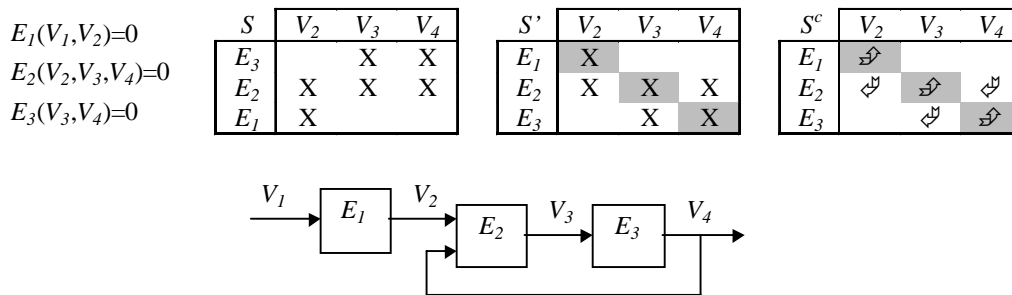 E1(V1,V2)=0
E2(V2,V3,V4)=0
E3(V3,V4)=0
S V2 V3 V4
E3 X X
E2 X X X
E1 X
S’ V2 V3 V4
E1 X
E2 X X X
E3 X X
Sc V2 V3 V4
E1
E2
E3
V1 E1 V2 E2 V3 E3 V4